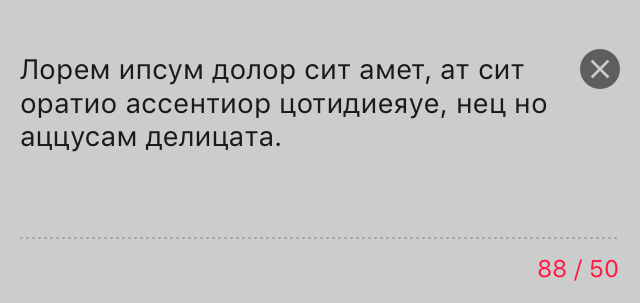 Лорем ипсум долор сит амет, ат сит
оратио ассентиор цотидиеяуе, нец но
аццусам делицата.
88 / 50